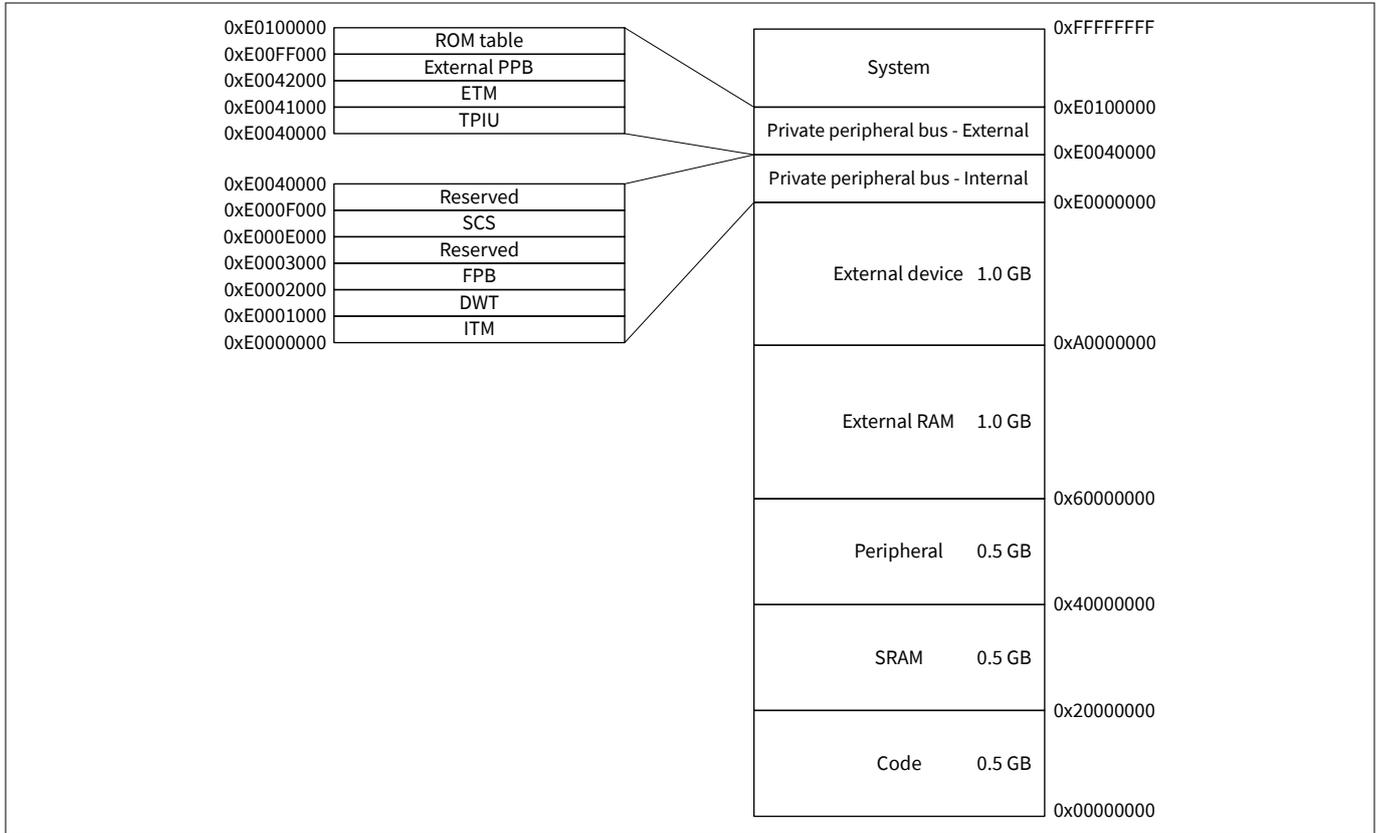 0xE0100000
ROM table
0xE00FF000
External PPB
0xE0042000
ETM
0xE0041000
TPIU
0xE0040000
0xE0040000
Reserved
0xE000F000
SCS
0xE000E000
Reserved
0xE0003000
FPB
0xE0002000
DWT
0xE0001000
ITM
0xE0000000
0xFFFFFFFF
System
0xE0100000
Private peripheral bus - External
0xE0040000
Private peripheral bus - Internal
0xE0000000
External device 1.0 GB
0xA0000000
External RAM 1.0 GB
0x60000000
Peripheral 0.5 GB
0x40000000
SRAM 0.5 GB
0x20000000
Code 0.5 GB
0x00000000